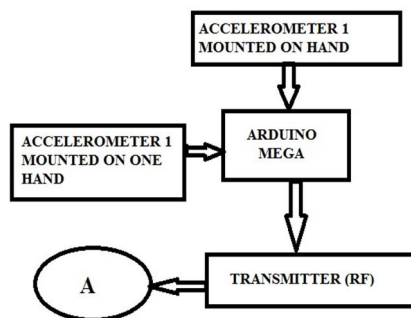 ACCELEROMETER 1
MOUNTED ON HAND
ARDUINO
MEGA
ACCELEROMETER 1
MOUNTED ON ONE
HAND
TRANSMITTER (RF)
A